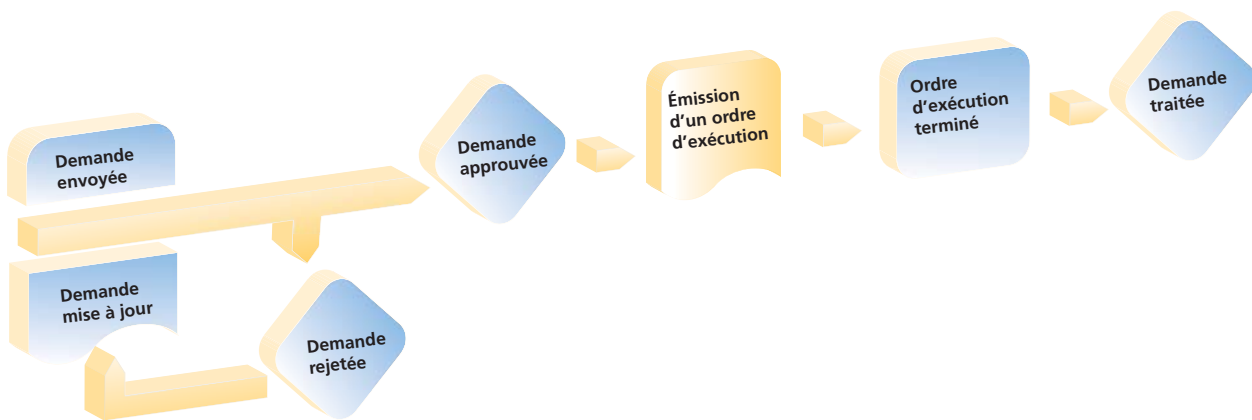 Demande
envoyée
Demande
mise à jour
Demande
rejetée
Demande
approuvée
Émission
d'un ordre
d'exécution
Ordre
d'exécution
terminé
Demande
traitée